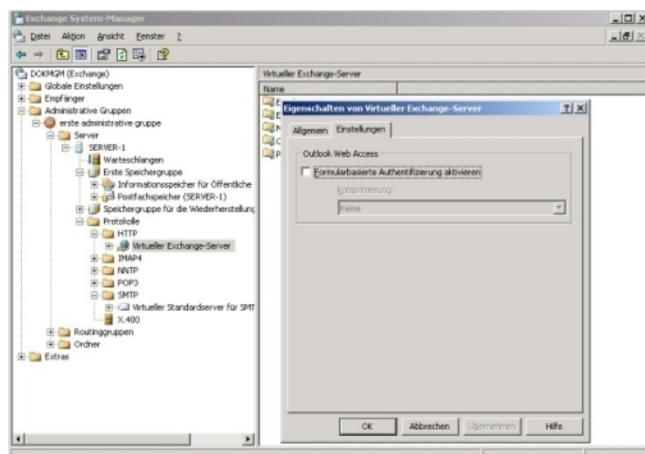 Exchange System-Manager
Datei Aktion Ansicht Fenster ?
DOKMGM (Exchange)
Globale Einstellungen
Empfänger
Administrative Gruppen
erste administrative gruppe
Server
SERVER-1
Warteschlangen
Erste Speichergruppe
Informationsspeicher für Öffentliche
Postfachspeicher (SERVER-1)
Speichergruppe für die Wiederherstellung
Protokolle
HTTP
Virtueller Exchange-Server
IMAP4
NNTP
POP3
SMTP
Virtueller Standardserver für SMT
X.400
Routinggruppen
Ordner
Extras
Virtueller Exchange-Server
Name
E
E
N
O
P
Eigenschaften von Virtueller Exchange-Server
Allgemein Einstellungen
Outlook Web Access
Formularbasierte Authentifizierung aktivieren
Komprimierung:
Keine
OK Abbrechen Übernehmen Hilfe